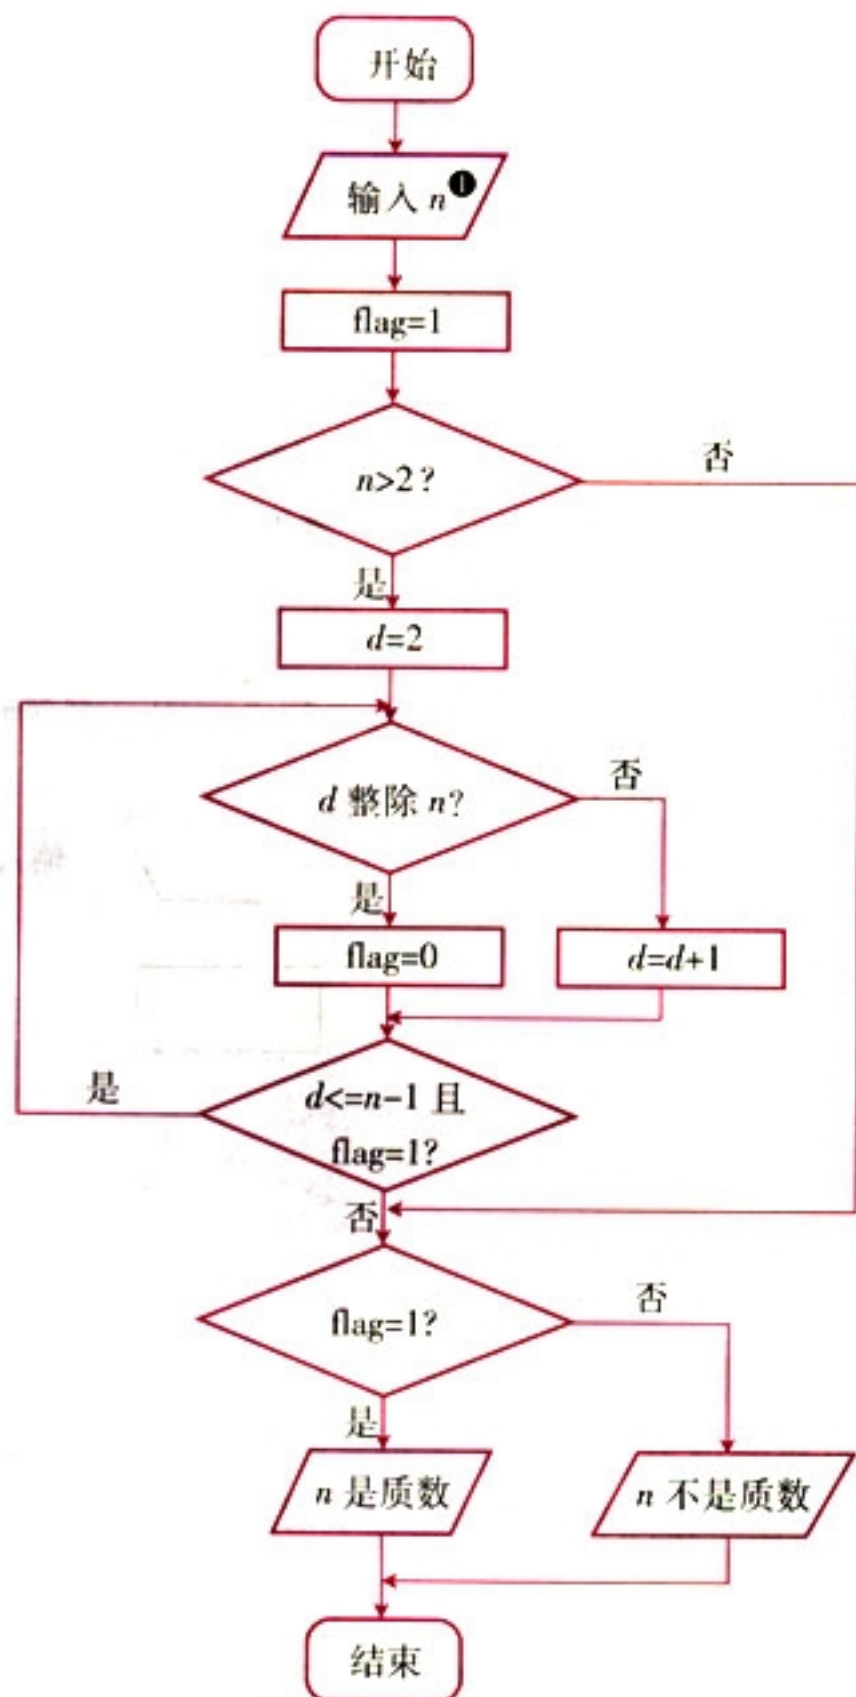 开始
输入 n❶
flag=1
n>2?
否
是
d=2
d 整除 n?
否
是
flag=0
d=d+1
是
d<=n-1 且
flag=1?
否
flag=1?
否
是
n 是质数
n 不是质数
结束